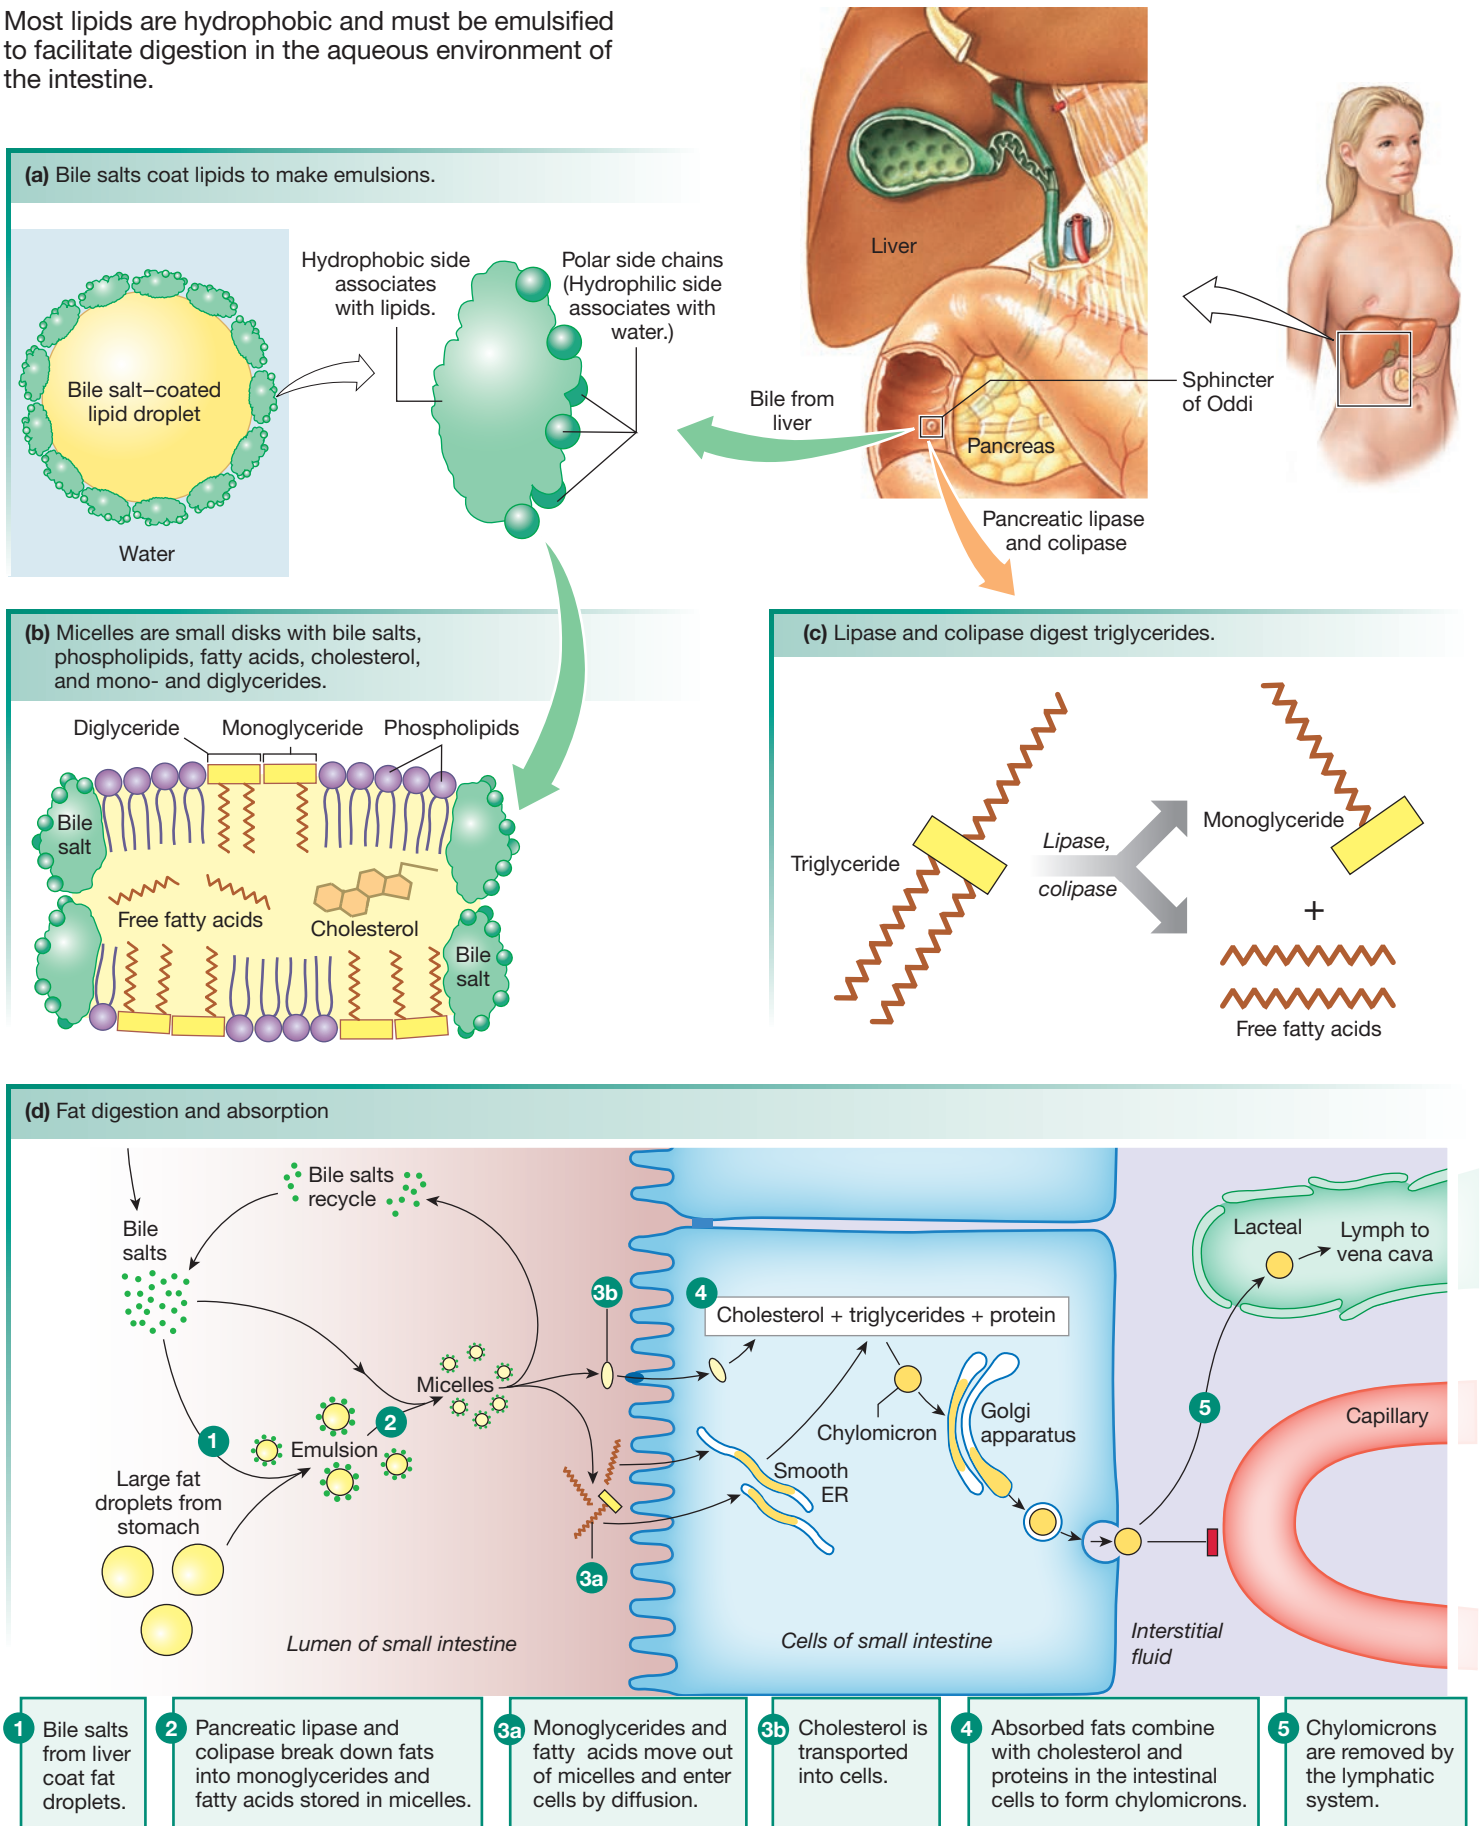 Most lipids are hydrophobic and must be emulsified
to facilitate digestion in the aqueous environment of
the intestine.
(a) Bile salts coat lipids to make emulsions.
Bile salt–coated
lipid droplet
Water
Hydrophobic side
associates
with lipids.
Polar side chains
(Hydrophilic side
associates with
water.)
Liver
Bile from
liver
Pancreas
Sphincter
of Oddi
Pancreatic lipase
and colipase
(b) Micelles are small disks with bile salts,
phospholipids, fatty acids, cholesterol,
and mono- and diglycerides.
Diglyceride
Monoglyceride
Phospholipids
Bile
salt
Free fatty acids
Cholesterol
Bile
salt
(c) Lipase and colipase digest triglycerides.
Triglyceride
Lipase,
colipase
Monoglyceride
+
Free fatty acids
(d) Fat digestion and absorption
Bile salts
recycle
Bile
salts
Micelles
Emulsion
1
2
Large fat
droplets from
stomach
3b
3a
Lumen of small intestine
4
Cholesterol + triglycerides + protein
Chylomicron
Golgi
apparatus
Smooth
ER
Cells of small intestine
Lacteal
Lymph to
vena cava
5
Capillary
Interstitial
fluid
1 Bile salts
from liver
coat fat
droplets.
2 Pancreatic lipase and
colipase break down fats
into monoglycerides and
fatty acids stored in micelles.
3a Monoglycerides and
fatty acids move out
of micelles and enter
cells by diffusion.
3b Cholesterol is
transported
into cells.
4 Absorbed fats combine
with cholesterol and
proteins in the intestinal
cells to form chylomicrons.
5 Chylomicrons
are removed by
the lymphatic
system.